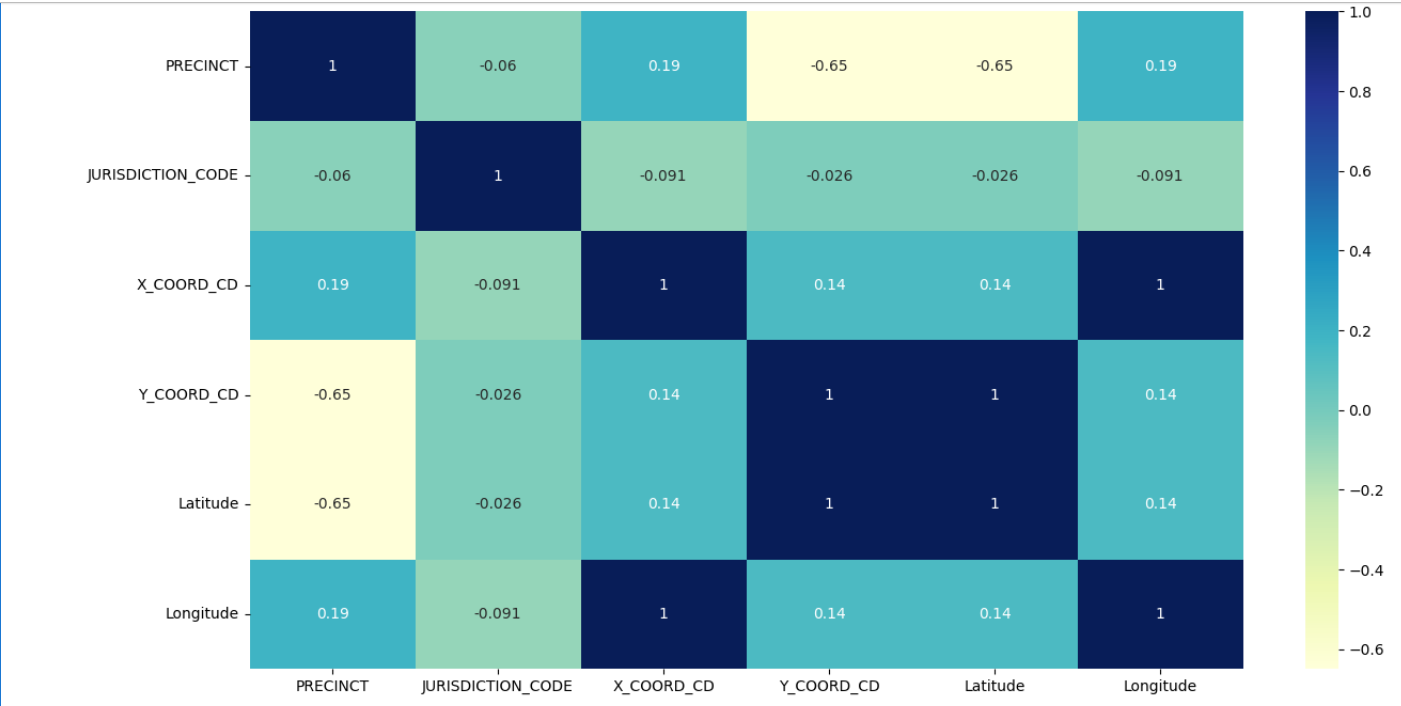 PRECINCT 1 -0.06 0.19 -0.65 -0.65 0.19
JURISDICTION_CODE -0.06 1 -0.091 -0.026 -0.026 -0.091
X_COORD_CD 0.19 -0.091 1 0.14 0.14 1
Y_COORD_CD -0.65 -0.026 0.14 1 1 0.14
Latitude -0.65 -0.026 0.14 1 1 0.14
Longitude 0.19 -0.091 1 0.14 0.14 1
PRECINCT JURISDICTION_CODE X_COORD_CD Y_COORD_CD Latitude Longitude
1.0
0.8
0.6
0.4
0.2
0.0
−0.2
−0.4
−0.6